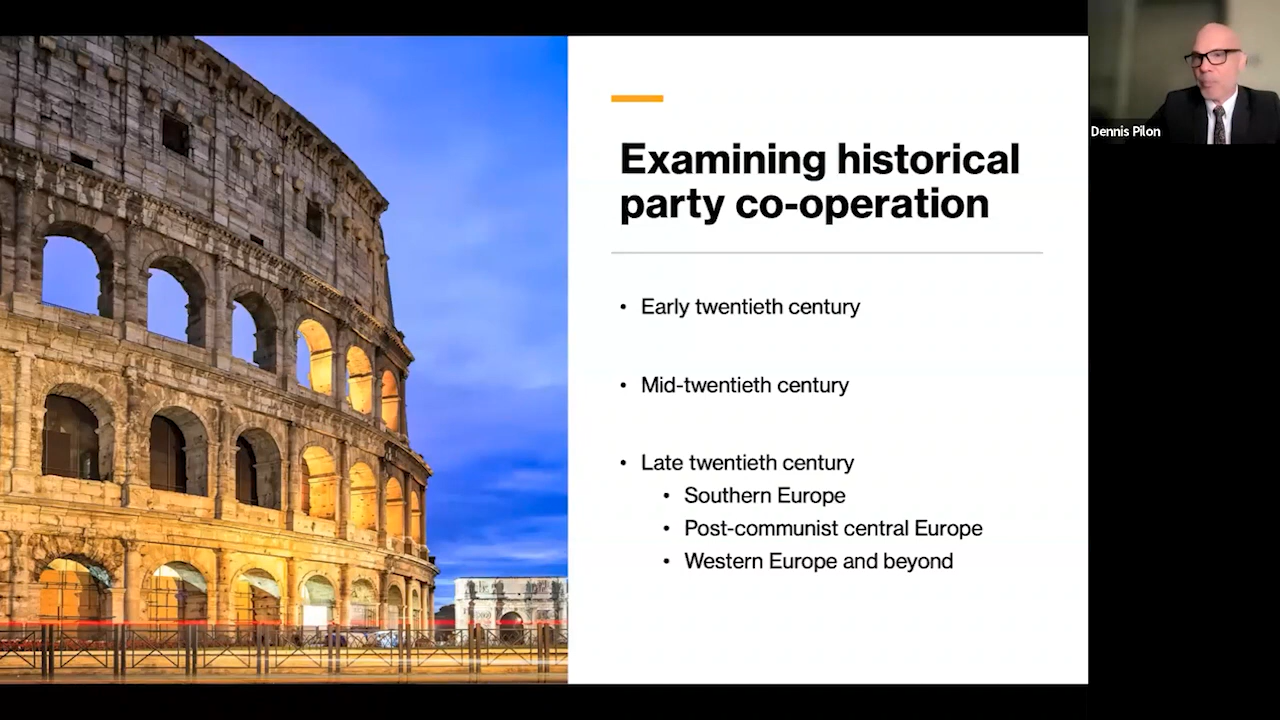 Examining historical
party co-operation
• Early twentieth century
• Mid-twentieth century
• Late twentieth century
• Southern Europe
• Post-communist central Europe
• Western Europe and beyond
Dennis Pilon